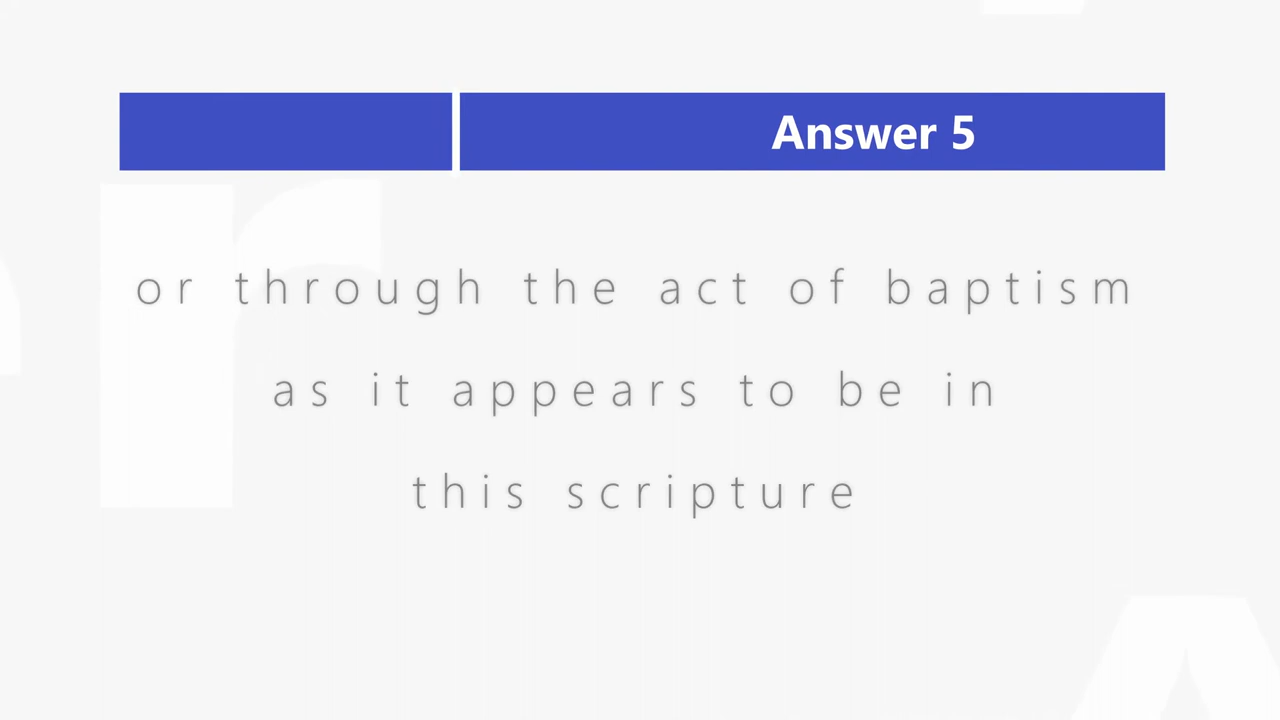 Answer 5
or through the act of baptism
as it appears to be in
this scripture